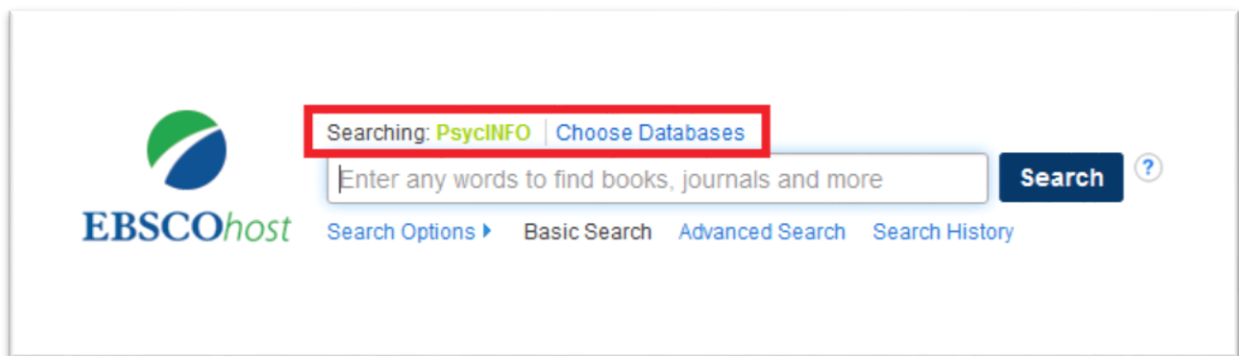 Searching: PsycINFO Choose Databases
Enter any words to find books, journals and more
Search
?
EBSCOhost
Search Options Basic Search Advanced Search Search History